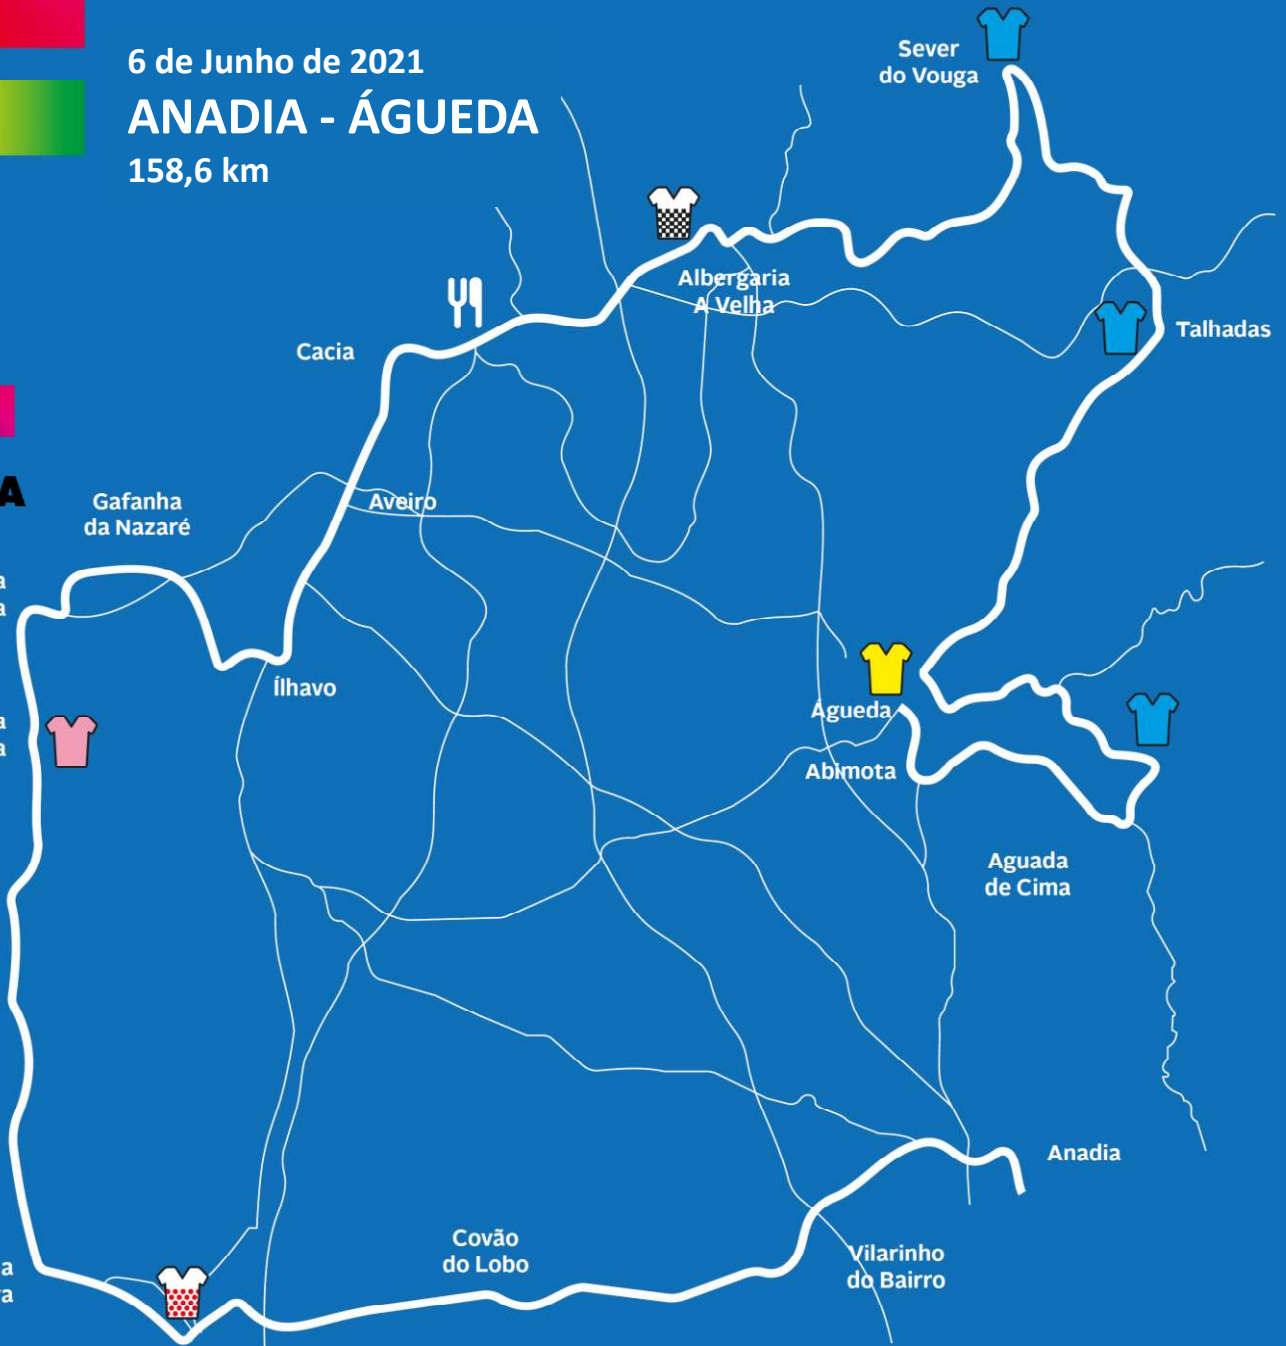 6 de Junho de 2021
ANADIA - ÁGUEDA
158,6 km
Sever
do Vouga
Albergaria
A Velha
Talhadas
Cacia
Aveiro
Gafanha
da Nazaré
A
a
a
Ílhavo
a
a
Águeda
Abimota
Aguada
de Cima
Anadia
Covão
do Lobo
Vilarinho
do Bairro
a
ra